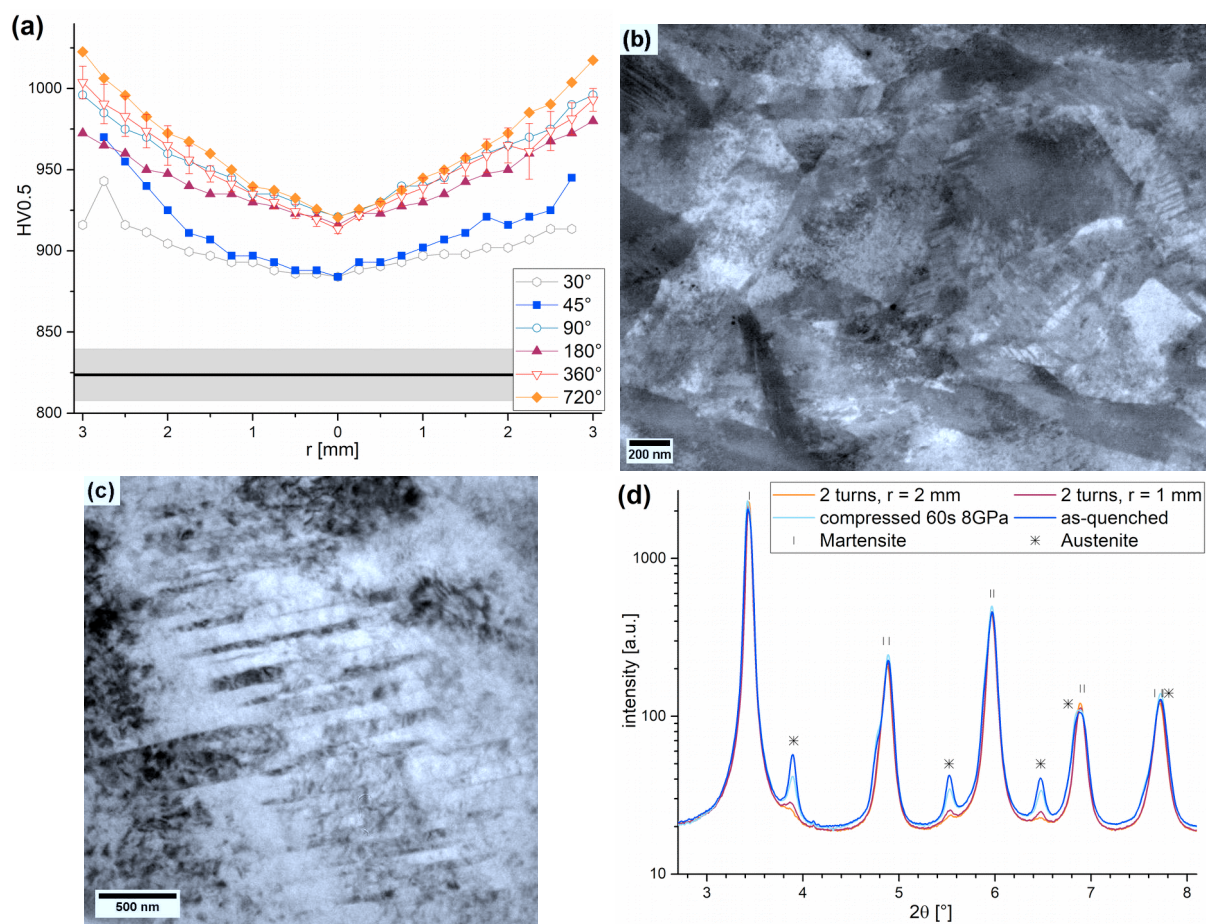 (a)
HV0.5
1000
950
900
850
800
3 2 1 0 1 2 3
r [mm]
30°
45°
90°
180°
360°
720°
(b)
200 nm
(c)
500 nm
(d)
2 turns, r = 2 mm 2 turns, r = 1 mm
compressed 60s 8GPa as-quenched
Martensite Austenite
intensity [a.u.]
1000
100
10
3 4 5 6 7 8
2θ [°]